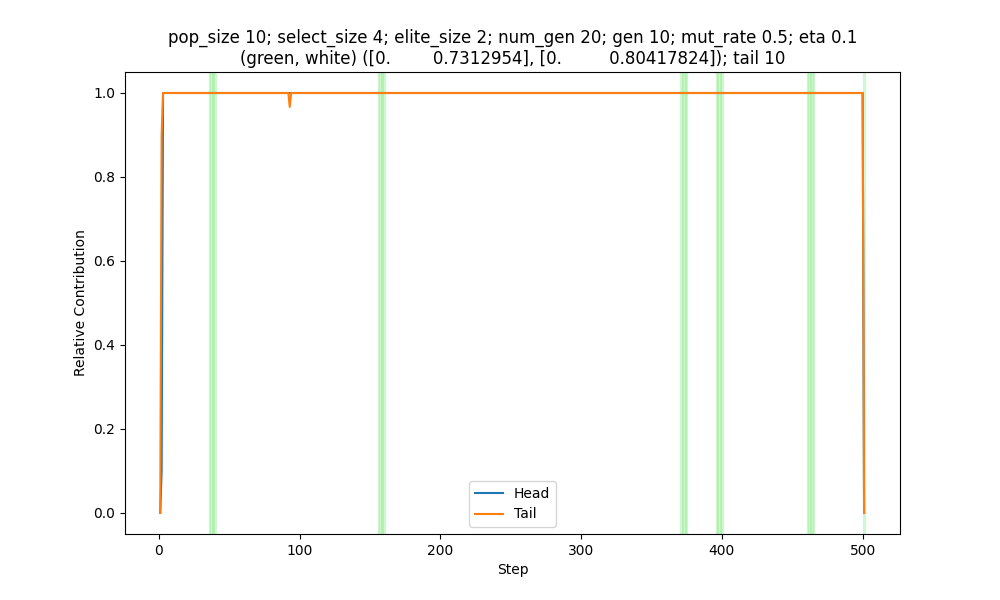 pop_size 10; select_size 4; elite_size 2; num_gen 20; gen 10; mut_rate 0.5; eta 0.1
(green, white) ([0.         0.7312954], [0.          0.80417824]); tail 10
Relative Contribution
1.0
0.8
0.6
0.4
0.2
0.0
Head
Tail
0
100
200
300
400
500
Step